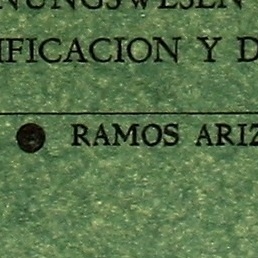 NUNGSWESEN
IFICACION Y D
RAMOS ARIZ